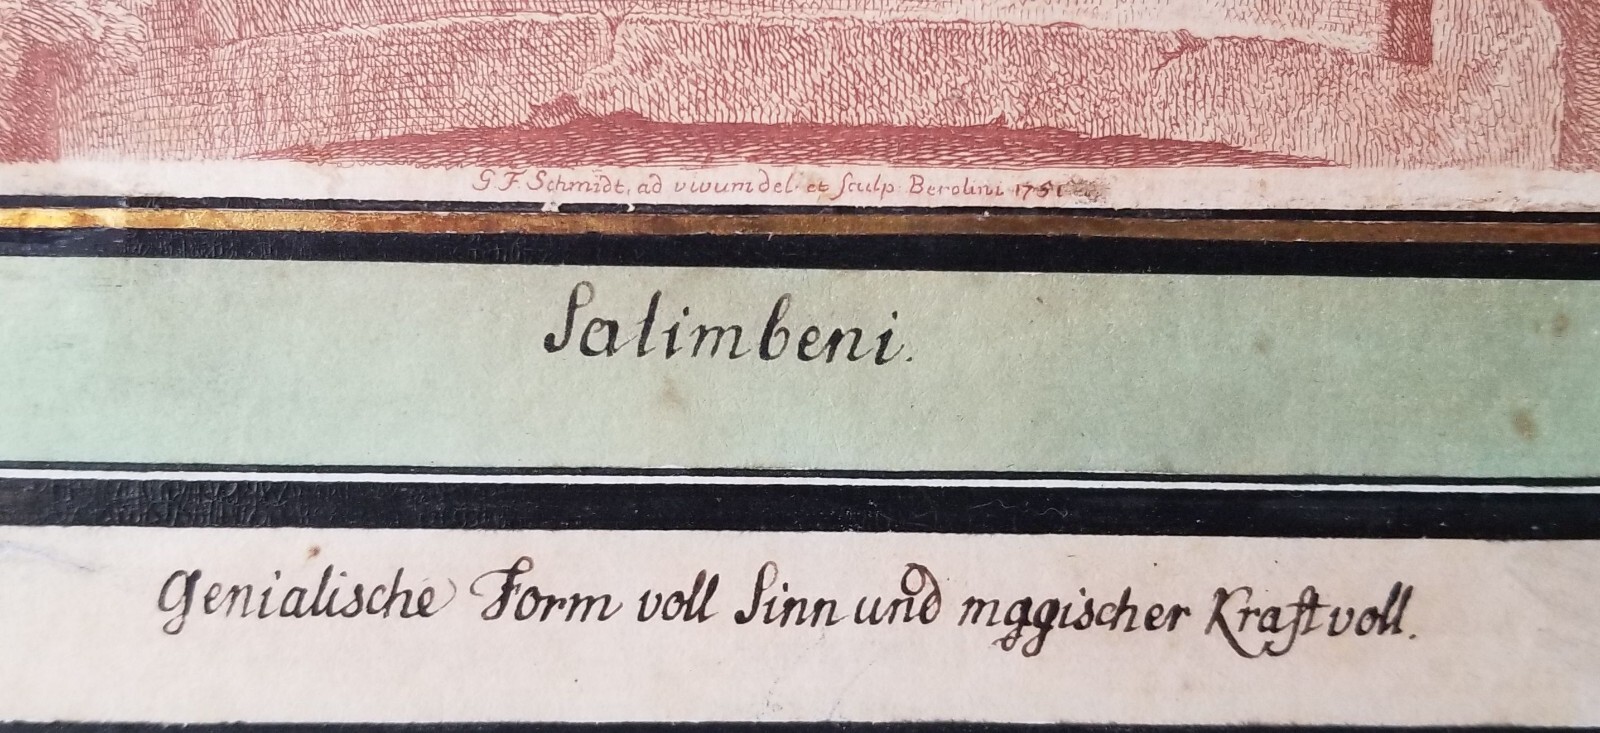 G F Schmidt, ad vivum del. et sculp Berolini 1751
Salimbeni.
Genialische Form voll Sinn und magischer Kraft voll.